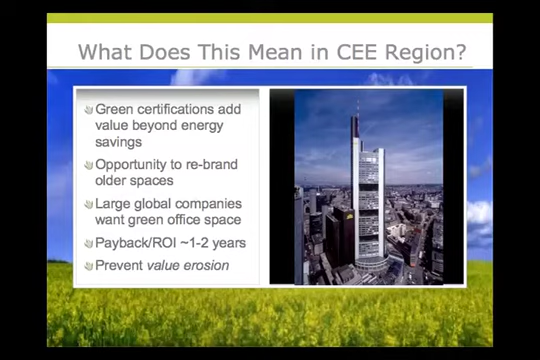 What Does This Mean in CEE Region?
Green certifications add
value beyond energy
savings
Opportunity to re-brand
older spaces
Large global companies
want green office space
Payback/ROI ~1-2 years
Prevent value erosion